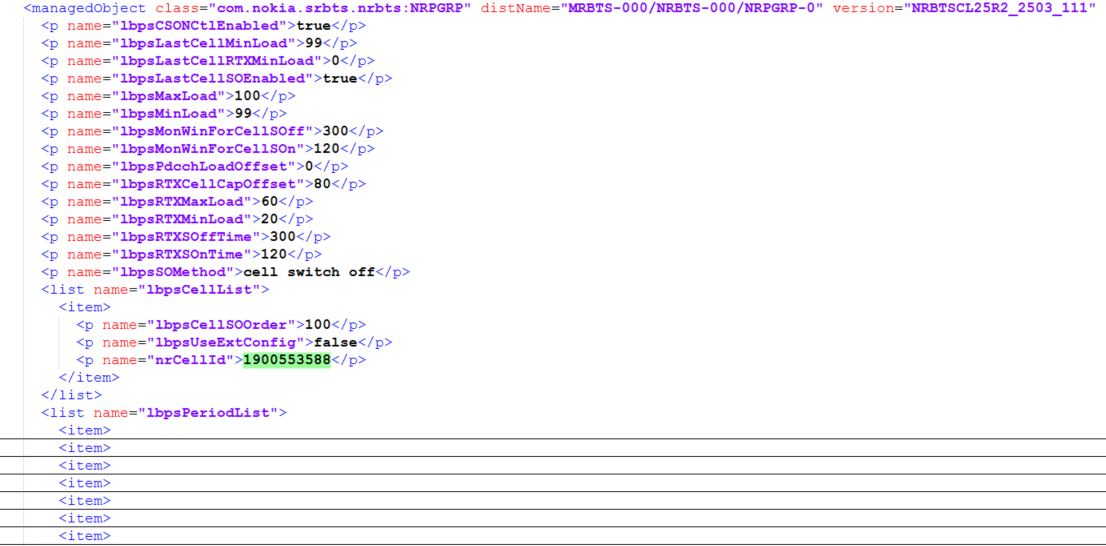 <managedObject class="com.nokia.srbts.nrbts:NRPGRP" distName="MRBTS-000/NRBTS-000/NRPGRP-0" version="NRBTSCL25R2_2503_111"
<p name="lbpsCSONCtlEnabled">true</p>
<p name="lbpsLastCellMinLoad">99</p>
<p name="lbpsLastCellRTXMinLoad">0</p>
<p name="lbpsLastCellSOEnabled">true</p>
<p name="lbpsMaxLoad">100</p>
<p name="lbpsMinLoad">99</p>
<p name="lbpsMonWinForCellSOff">300</p>
<p name="lbpsMonWinForCellSOn">120</p>
<p name="lbpsPdcchLoadOffset">0</p>
<p name="lbpsRTXCellCapOffset">80</p>
<p name="lbpsRTXMaxLoad">60</p>
<p name="lbpsRTXMinLoad">20</p>
<p name="lbpsRTXSOffTime">300</p>
<p name="lbpsRTXSOnTime">120</p>
<p name="lbpsSOMethod">cell switch off</p>
<list name="lbpsCellList">
<item>
<p name="lbpsCellSOOrder">100</p>
<p name="lbpsUseExtConfig">false</p>
<p name="nrCellId">1900553588</p>
</item>
</list>
<list name="lbpsPeriodList">
<item>
<item>
<item>
<item>
<item>
<item>
<item>